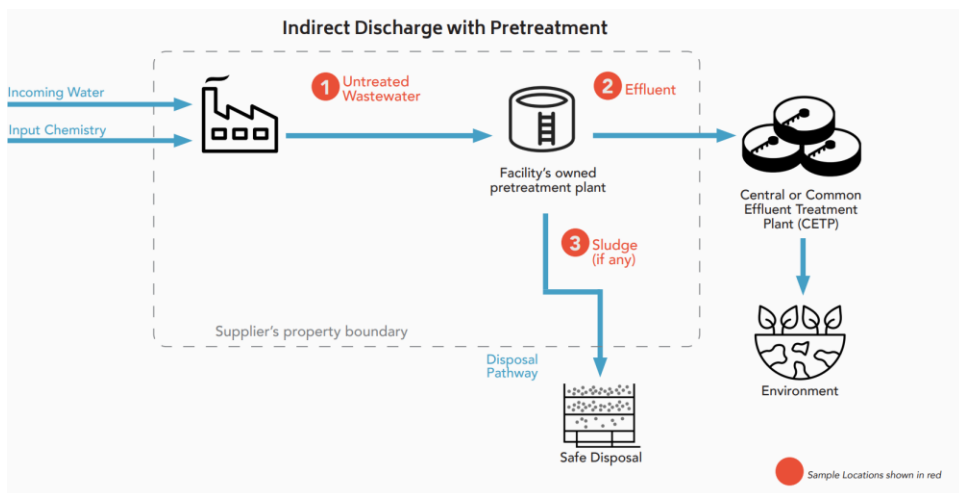 Indirect Discharge with Pretreatment
Incoming Water
Input Chemistry
1 Untreated
Wastewater
2 Effluent
Facility's owned
pretreatment plant
Central or Common
Effluent Treatment
Plant (CETP)
3 Sludge
(if any)
Supplier's property boundary
Disposal
Pathway
Safe Disposal
Environment
Sample Locations shown in red